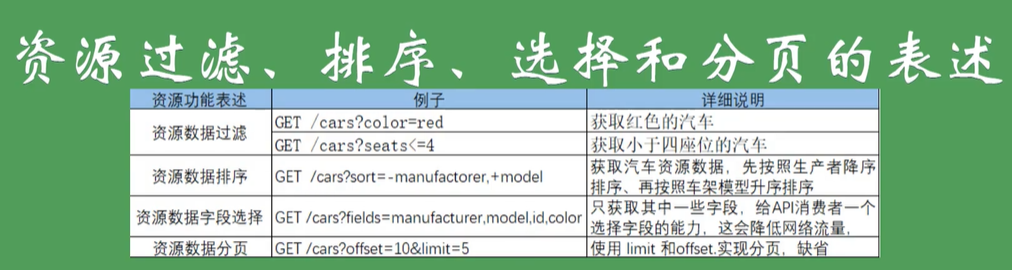 资源过滤、排序、选择和分页的表述
资源功能表述 例子 详细说明
资源数据过滤
GET /cars?color=red 获取红色的汽车
GET /cars?seats<=4 获取小于四座位的汽车
资源数据排序 GET /cars?sort=-manufactorer,+model 获取汽车资源数据，先按照生产者降序
排序、再按照车架模型升序排序
资源数据字段选择 GET /cars?fields=manufacturer,model,id,color 只获取其中一些字段，给API消费者一个
选择字段的能力，这会降低网络流量，
资源数据分页 GET /cars?offset=10&limit=5 使用 limit 和offset.实现分页，缺省